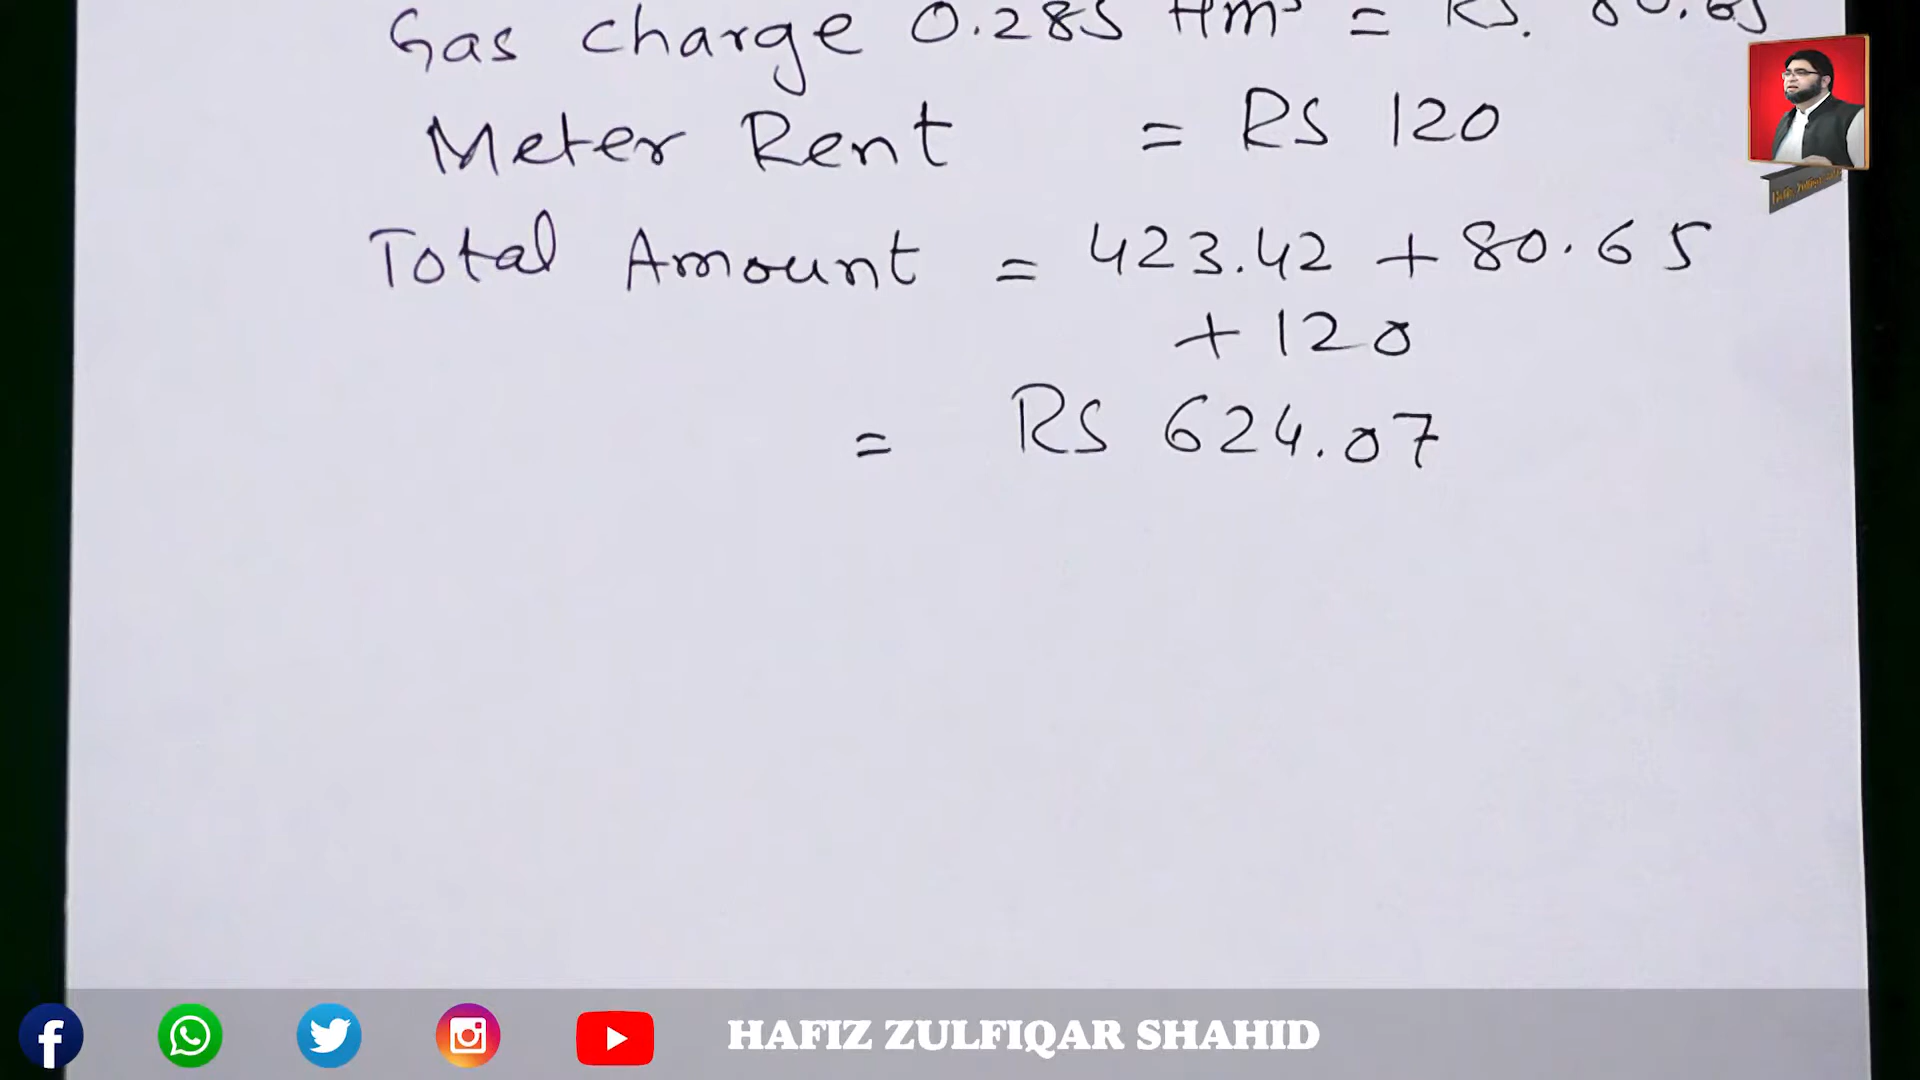 Gas charge 0.285 Hm³ = RS. 80.65
Meter Rent = RS 120
Total Amount = 423.42 + 80.65
+ 120
= RS 624.07
HAFIZ ZULFIQAR SHAHID